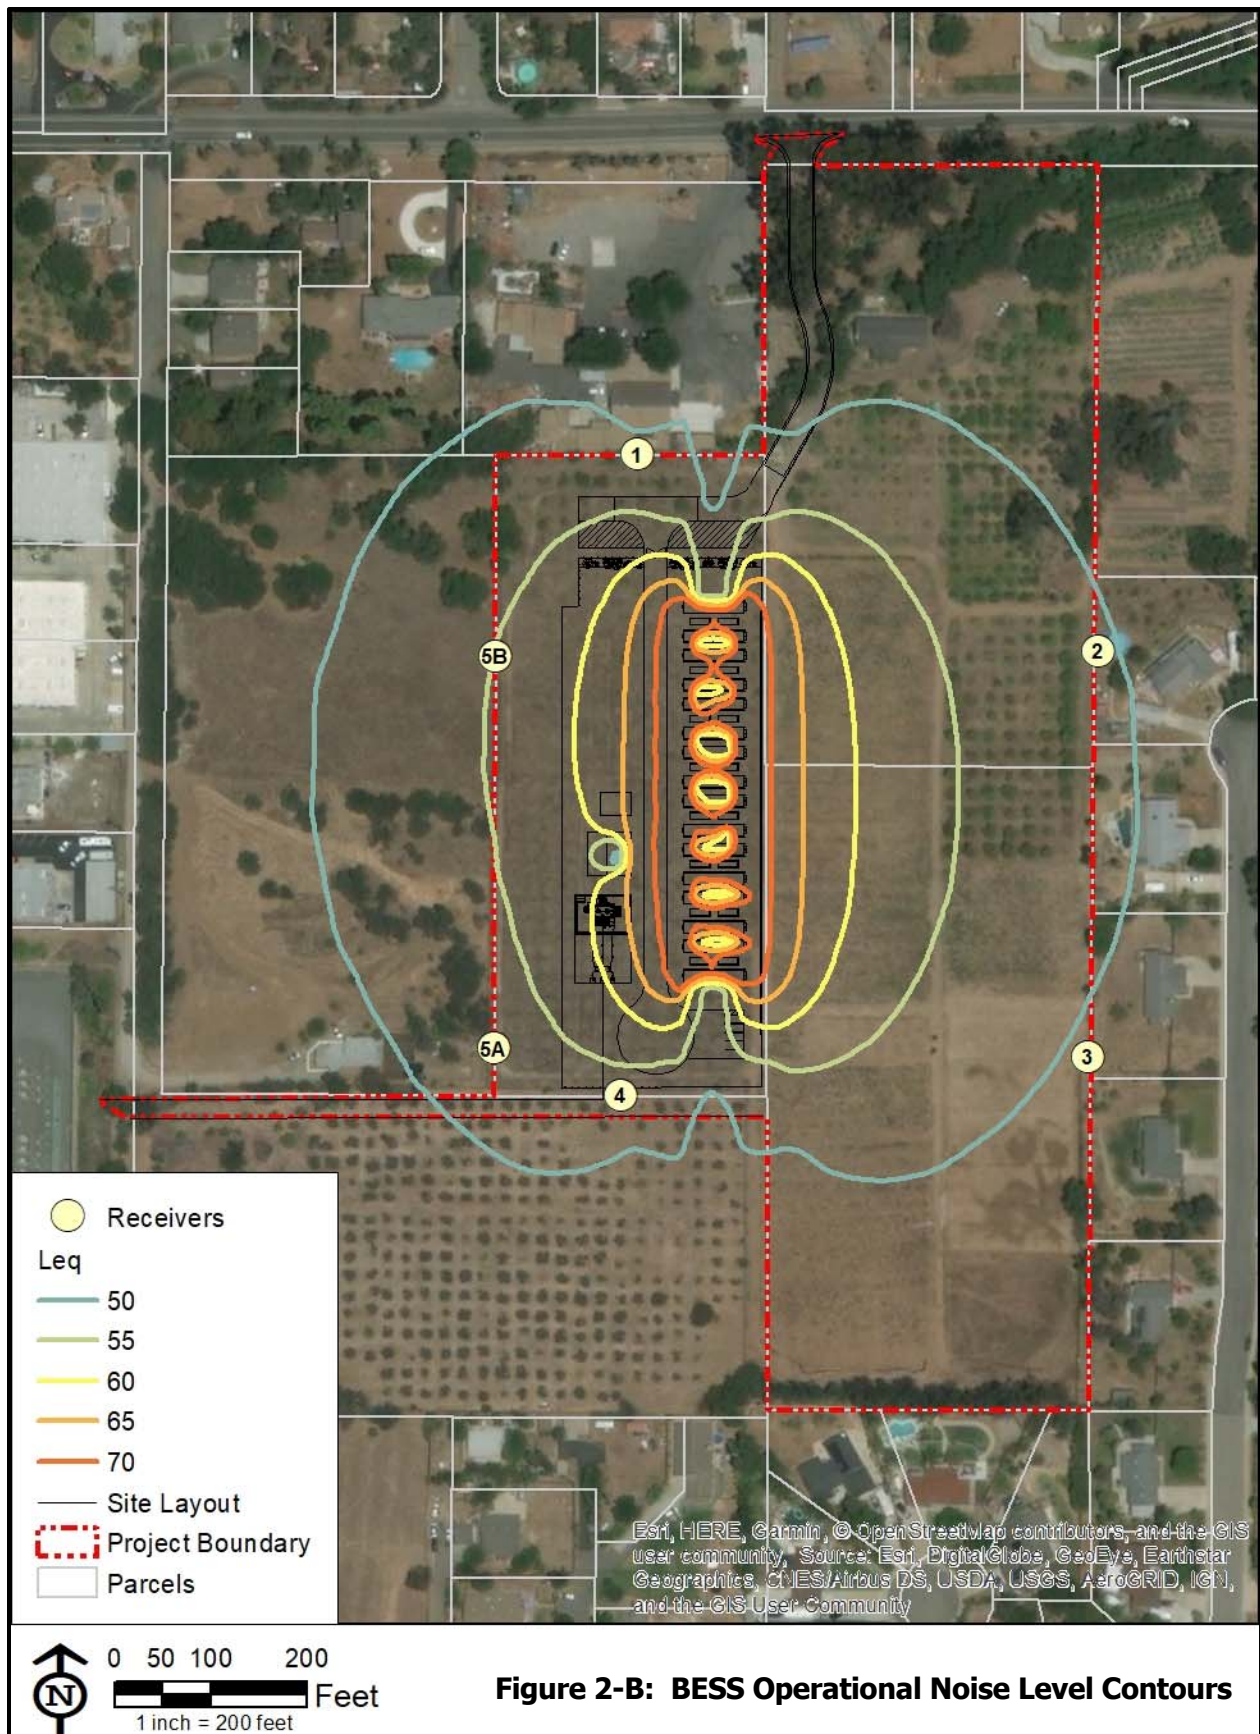 1
2
5B
5A
3
4
Receivers
Leq
50
55
60
65
70
Site Layout
Project Boundary
Parcels
Esri, HERE, Garmin, © OpenStreetMap contributors, and the GIS
user community, Source: Esri, DigitalGlobe, GeoEye, Earthstar
Geographics, CNES/Airbus DS, USDA, USGS, AeroGRID, IGN,
and the GIS User Community
N
0 50 100 200
Feet
1 inch = 200 feet
Figure 2-B: BESS Operational Noise Level Contours